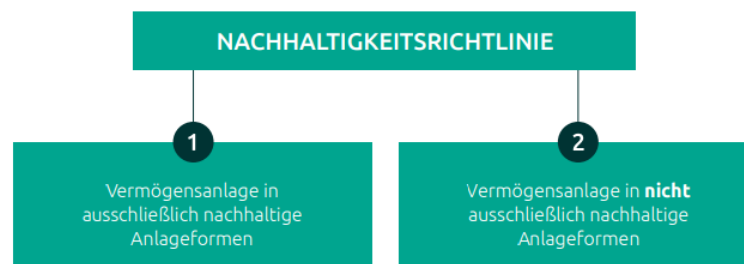 NACHHALTIGKEITSRICHTLINIE
1
Vermögensanlage in
ausschließlich nachhaltige
Anlageformen
2
Vermögensanlage in nicht
ausschließlich nachhaltige
Anlageformen